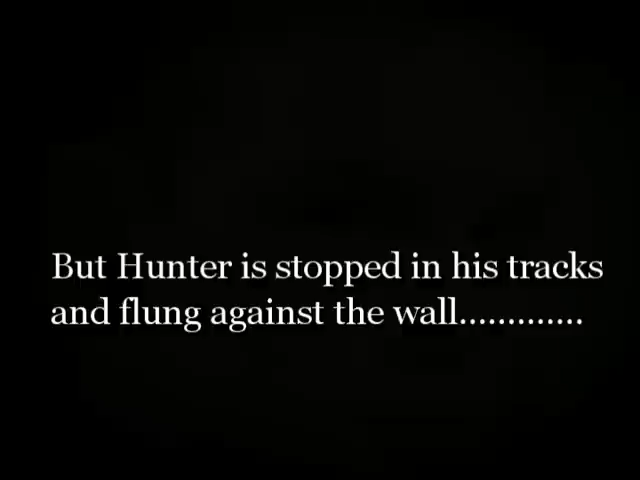 But Hunter is stopped in his tracks
and flung against the wall.............